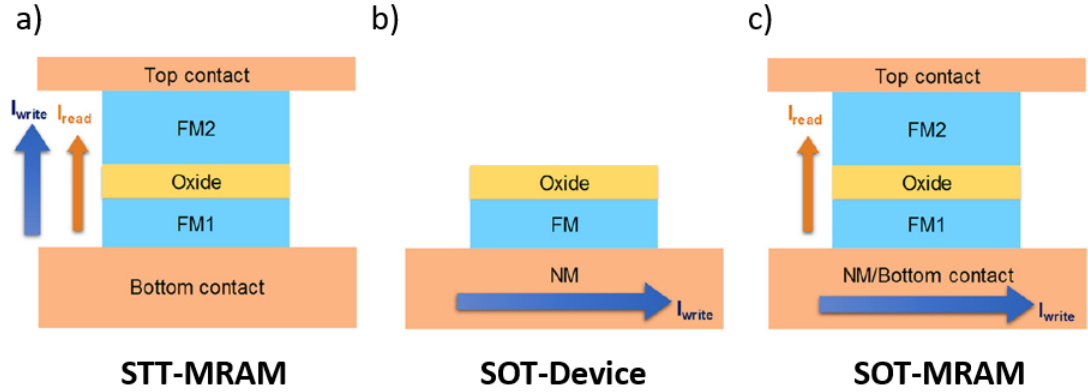 a)
Top contact
I_write
I_read
FM2
Oxide
FM1
Bottom contact
STT-MRAM
b)
Oxide
FM
NM
I_write
SOT-Device
c)
Top contact
I_read
FM2
Oxide
FM1
NM/Bottom contact
I_write
SOT-MRAM